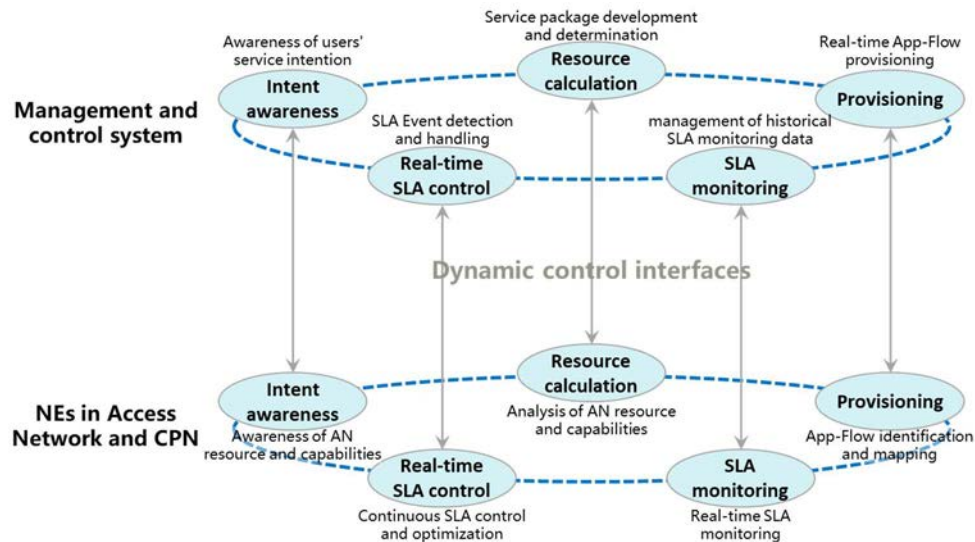 Service package development
and determination
Awareness of users'
service intention
Real-time App-Flow
provisioning
Resource
calculation
Intent
awareness
Provisioning
Management and
control system
SLA Event detection
and handling
management of historical
SLA monitoring data
Real-time
SLA control
SLA
monitoring
Dynamic control interfaces
Resource
calculation
Intent
awareness
Provisioning
NEs in Access
Network and CPN
Analysis of AN resource
and capabilities
Awareness of AN
resource and capabilities
App-Flow identification
and mapping
Real-time
SLA control
SLA
monitoring
Continuous SLA control
and optimization
Real-time SLA
monitoring